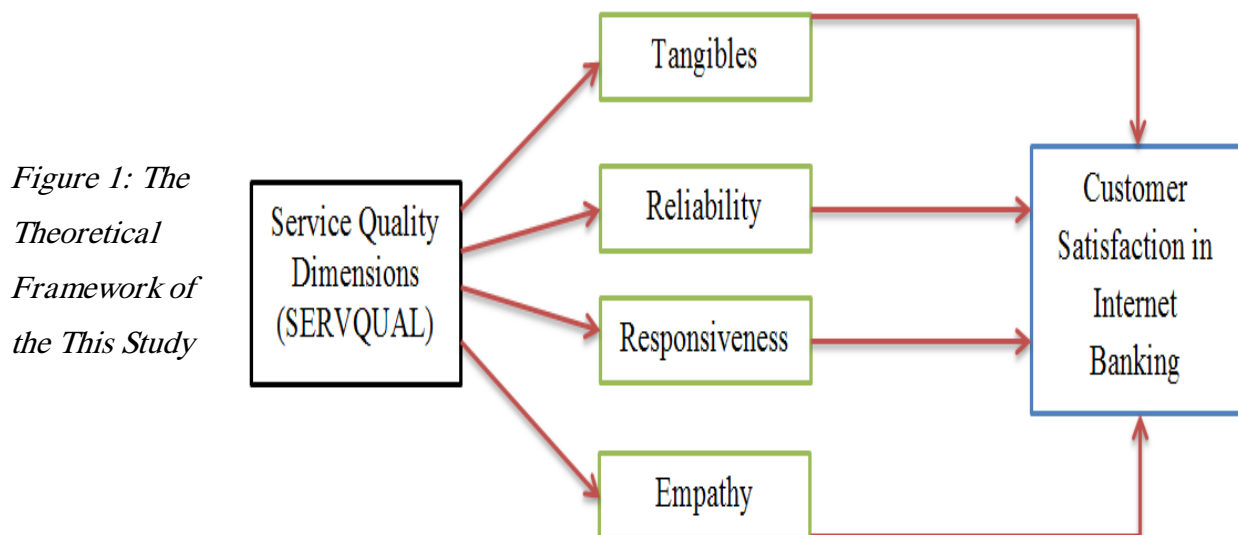 Figure 1: The
Theoretical
Framework of
the This Study
Service Quality
Dimensions
(SERVQUAL)
Tangibles
Reliability
Responsiveness
Empathy
Customer
Satisfaction in
Internet
Banking